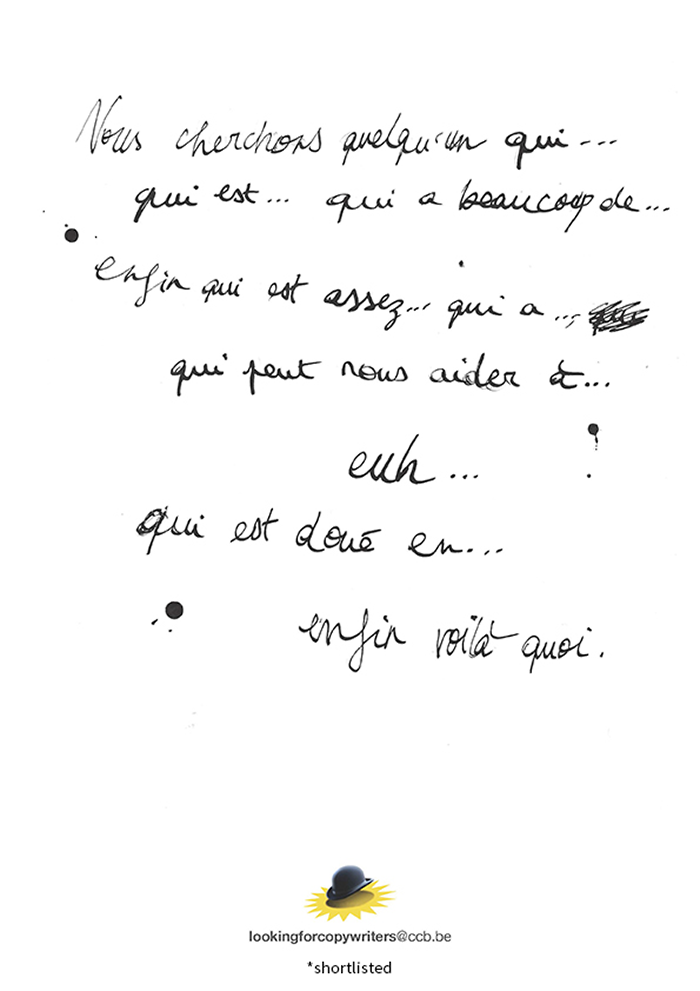 Nous cherchons quelqu'un qui...
qui est... qui a beaucoup de...
enfin qui est assez... qui a ...
qui peut nous aider à...
euh...
qui est doué en...
enfin voilà quoi.
lookingforcopywriters@ccb.be
*shortlisted